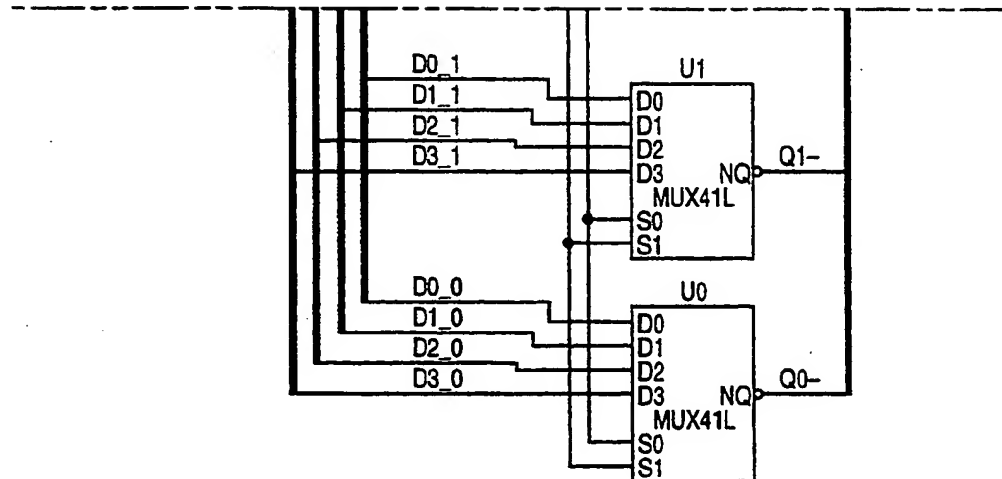 U1
D0_1
D1_1
D2_1
D3_1
D0
D1
D2
D3
NQ
MUX41L
S0
S1
Q1–
U0
D0_0
D1_0
D2_0
D3_0
D0
D1
D2
D3
NQ
MUX41L
S0
S1
Q0–